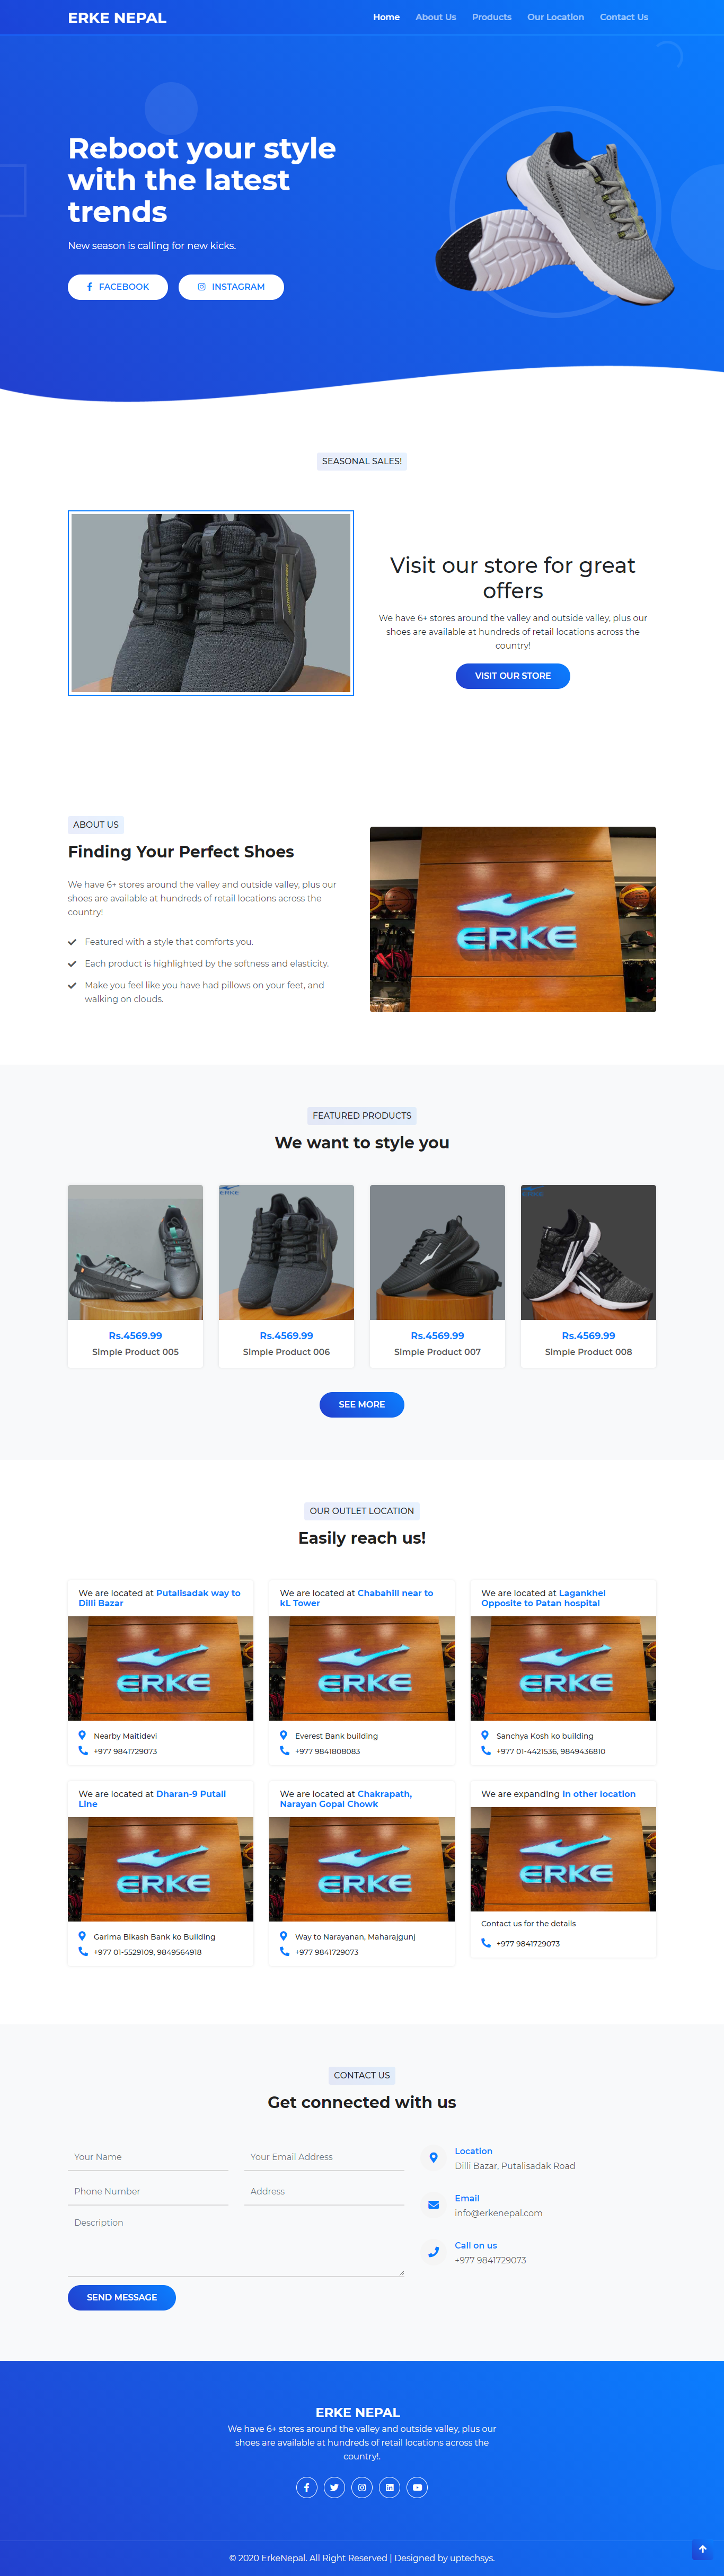 ERKE NEPAL
Home About Us Products Our Location Contact Us
Reboot your style
with the latest
trends
New season is calling for new kicks.
FACEBOOK INSTAGRAM
SEASONAL SALES!
Visit our store for great
offers
We have 6+ stores around the valley and outside valley, plus our
shoes are available at hundreds of retail locations across the
country!
VISIT OUR STORE
ABOUT US
Finding Your Perfect Shoes
We have 6+ stores around the valley and outside valley, plus our
shoes are available at hundreds of retail locations across the
country!
Featured with a style that comforts you.
Each product is highlighted by the softness and elasticity.
Make you feel like you have had pillows on your feet, and
walking on clouds.
ERKE
FEATURED PRODUCTS
We want to style you
ERKE
ERKE
Rs.4569.99
Simple Product 005
Rs.4569.99
Simple Product 006
Rs.4569.99
Simple Product 007
Rs.4569.99
Simple Product 008
SEE MORE
OUR OUTLET LOCATION
Easily reach us!
We are located at Putalisadak way to
Dilli Bazar
ERKE
Nearby Maitidevi
+977 9841729073
We are located at Chabahill near to
kL Tower
ERKE
Everest Bank building
+977 9841808083
We are located at Lagankhel
Opposite to Patan hospital
ERKE
Sanchya Kosh ko building
+977 01-4421536, 9849436810
We are located at Dharan-9 Putali
Line
ERKE
Garima Bikash Bank ko Building
+977 01-5529109, 9849564918
We are located at Chakrapath,
Narayan Gopal Chowk
ERKE
Way to Narayanan, Maharajgunj
+977 9841729073
We are expanding In other location
ERKE
Contact us for the details
+977 9841729073
CONTACT US
Get connected with us
Your Name
Your Email Address
Phone Number
Address
Description
SEND MESSAGE
Location
Dilli Bazar, Putalisadak Road
Email
info@erkenepal.com
Call on us
+977 9841729073
ERKE NEPAL
We have 6+ stores around the valley and outside valley, plus our
shoes are available at hundreds of retail locations across the
country!.
© 2020 ErkeNepal. All Right Reserved | Designed by uptechsys.